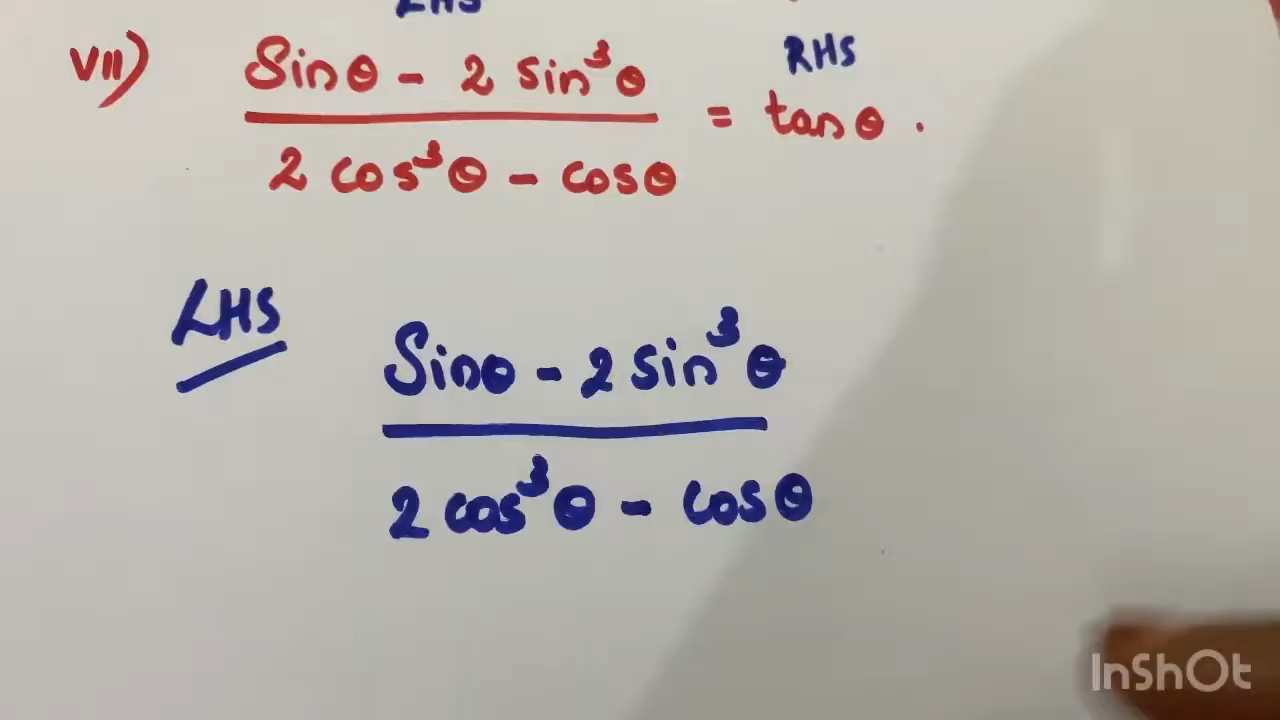 LHS
VII) Sinθ - 2 sin³θ RHS
= tanθ.
2 cos³θ - cosθ
LHS
Sinθ - 2 sin³θ
2 cos³θ - cosθ
InShOt